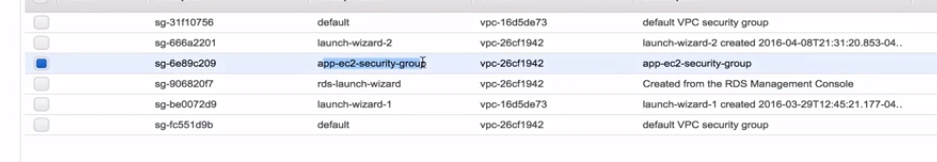 sg-31f10756 default vpc-16d5de73 default VPC security group
sg-666a2201 launch-wizard-2 vpc-26cf1942 launch-wizard-2 created 2016-04-08T21:31:20.853-04..
sg-6e89c209 app-ec2-security-group vpc-26cf1942 app-ec2-security-group
sg-906820f7 rds-launch-wizard vpc-26cf1942 Created from the RDS Management Console
sg-be0072d9 launch-wizard-1 vpc-16d5de73 launch-wizard-1 created 2016-03-29T12:45:21.177-04..
sg-fc551d9b default vpc-26cf1942 default VPC security group